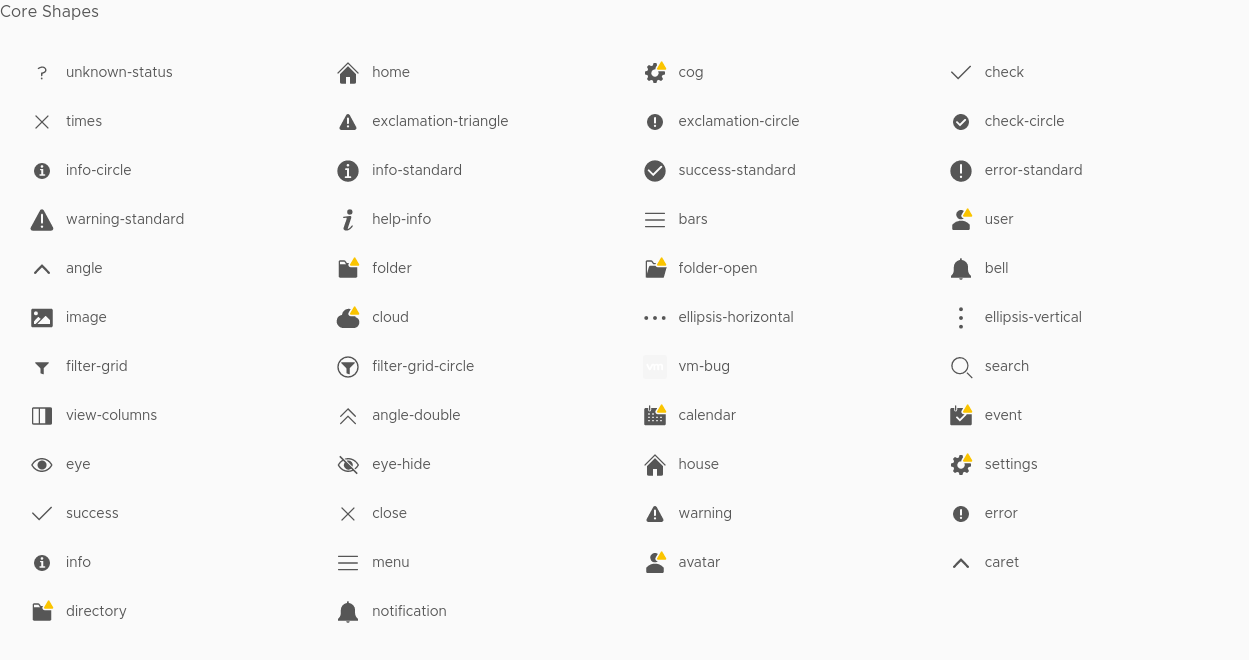 Core Shapes
unknown-status home cog check
times exclamation-triangle exclamation-circle check-circle
info-circle info-standard success-standard error-standard
warning-standard help-info bars user
angle folder folder-open bell
image cloud ellipsis-horizontal ellipsis-vertical
filter-grid filter-grid-circle vm vm-bug search
view-columns angle-double calendar event
eye eye-hide house settings
success close warning error
info menu avatar caret
directory notification